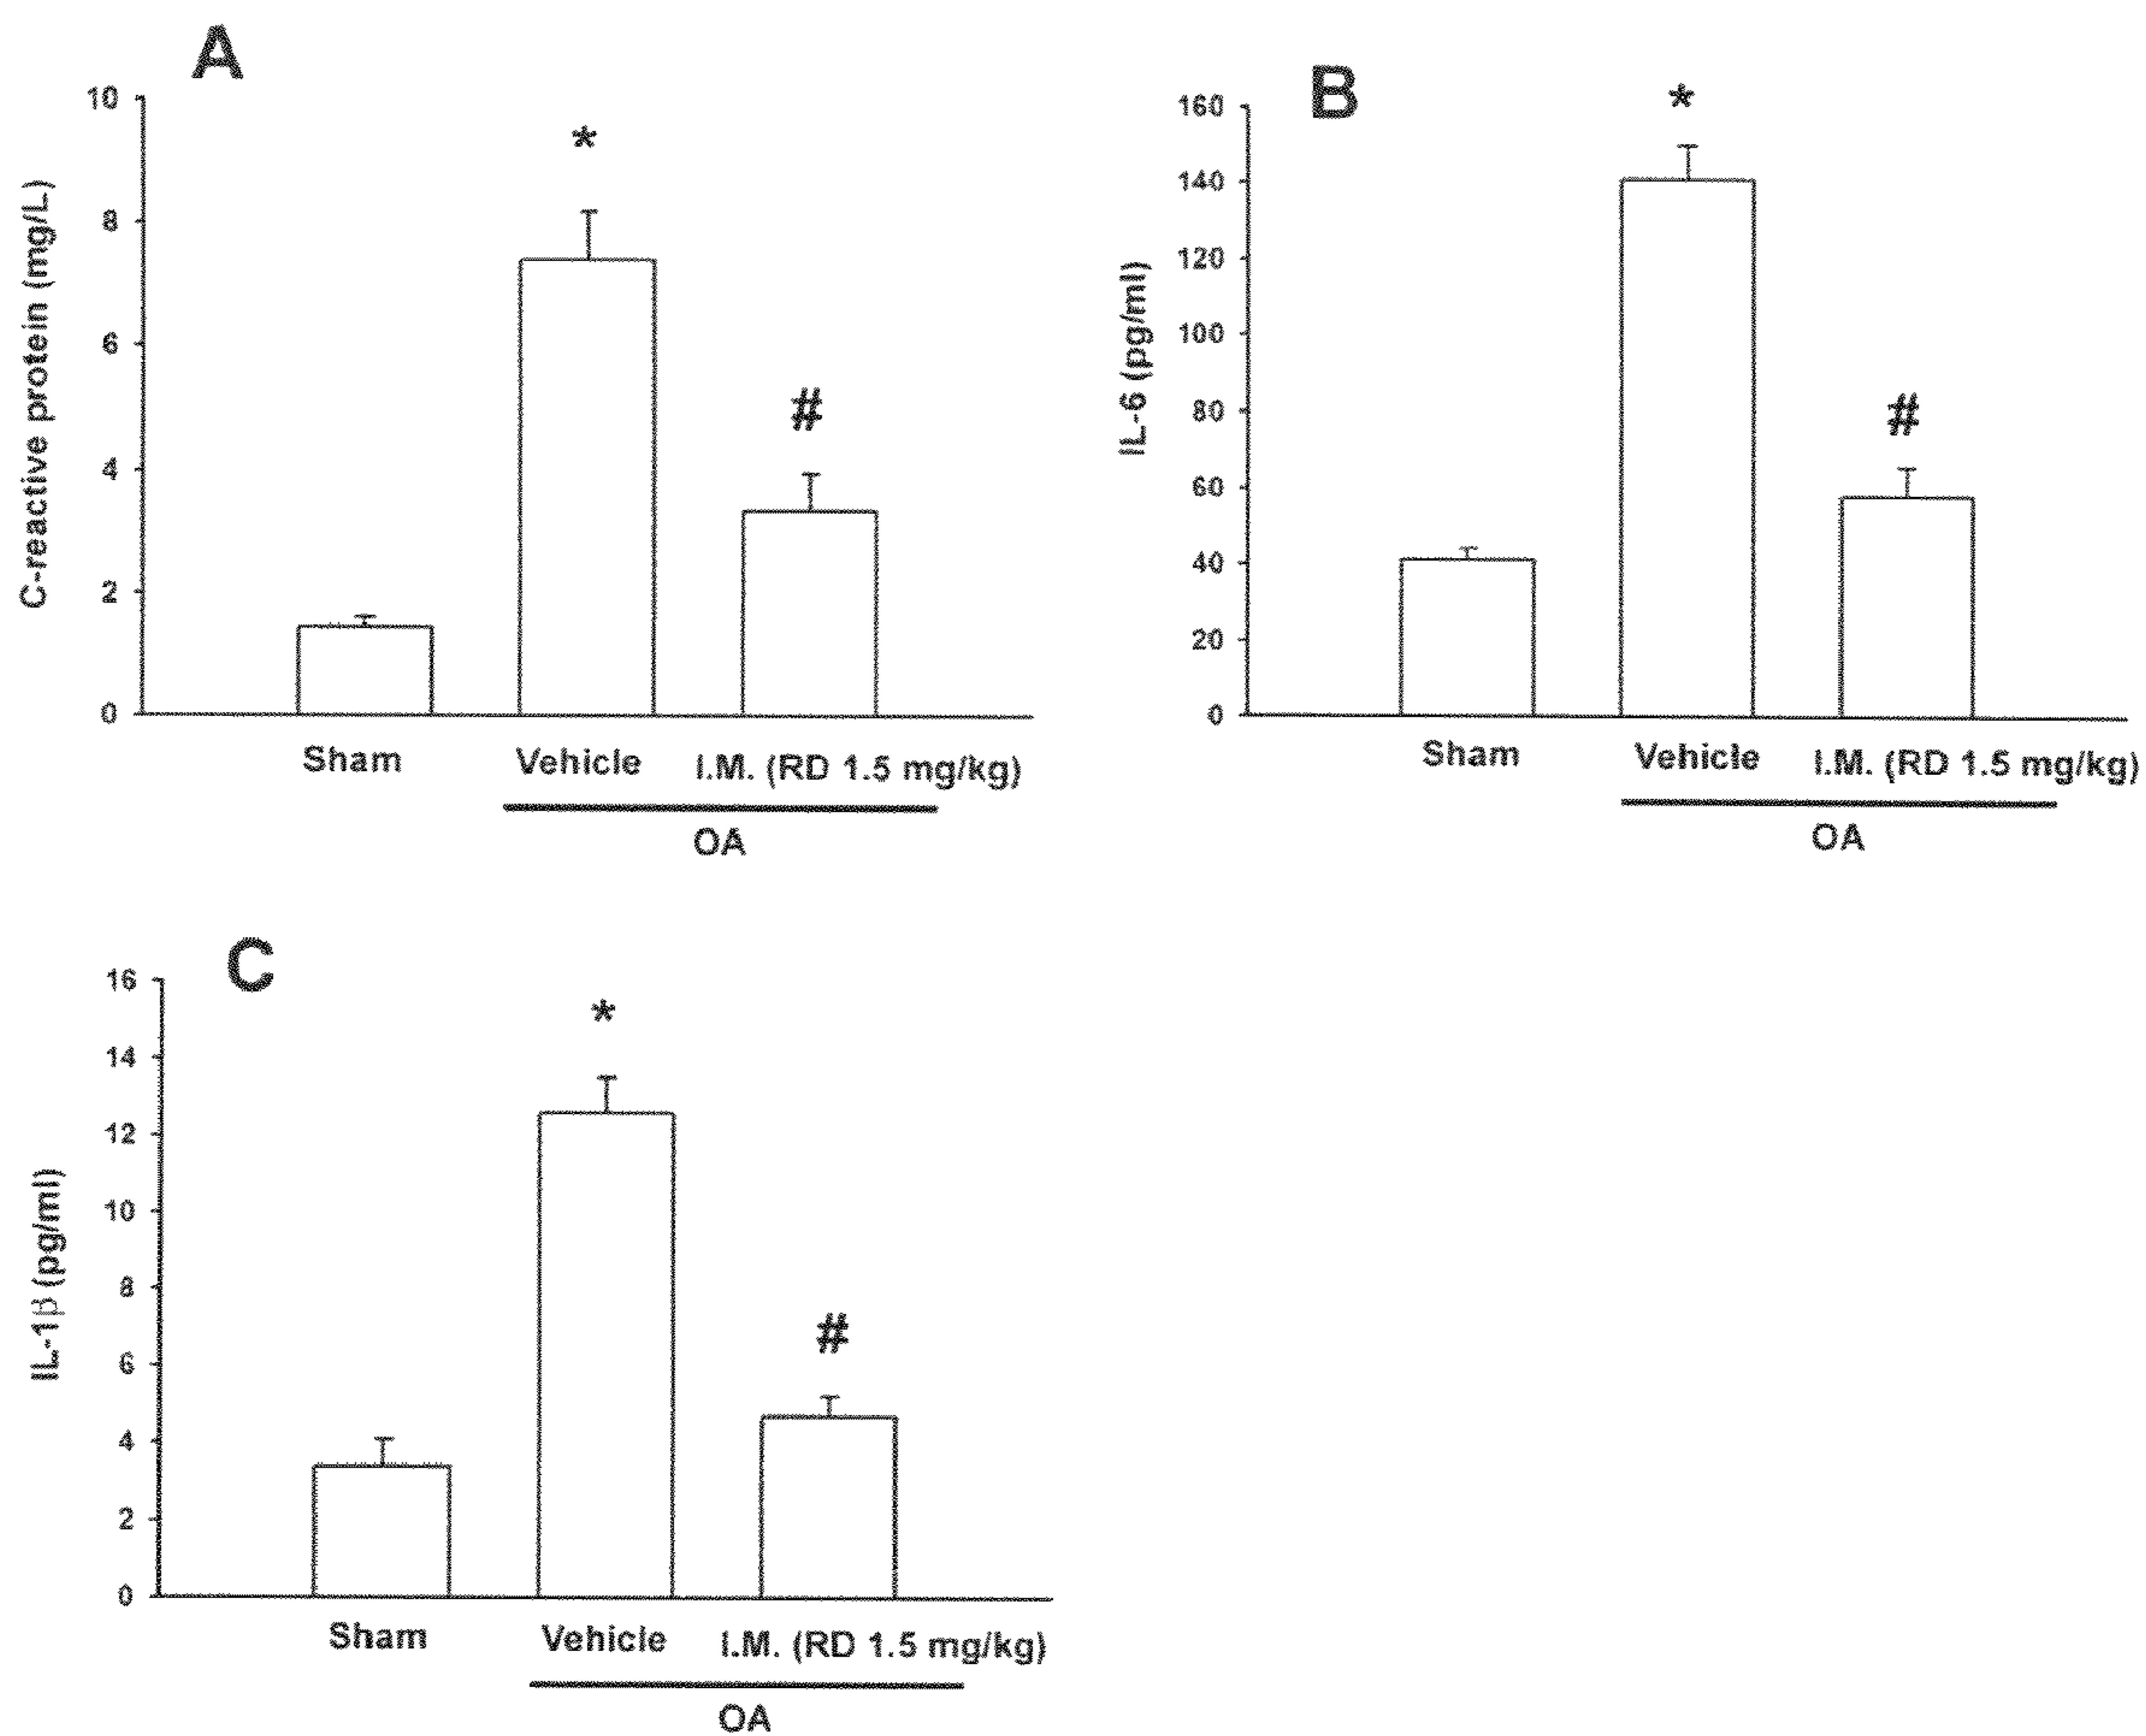 A
10
8
6
4
2
0
C-reactive protein (mg/L)
*
#
Sham Vehicle I.M. (RD 1.5 mg/kg)
OA
B
160
140
120
100
80
60
40
20
0
IL-6 (pg/ml)
*
#
Sham Vehicle I.M. (RD 1.5 mg/kg)
OA
C
16
14
12
10
8
6
4
2
0
IL-1β (pg/ml)
*
#
Sham Vehicle I.M. (RD 1.5 mg/kg)
OA